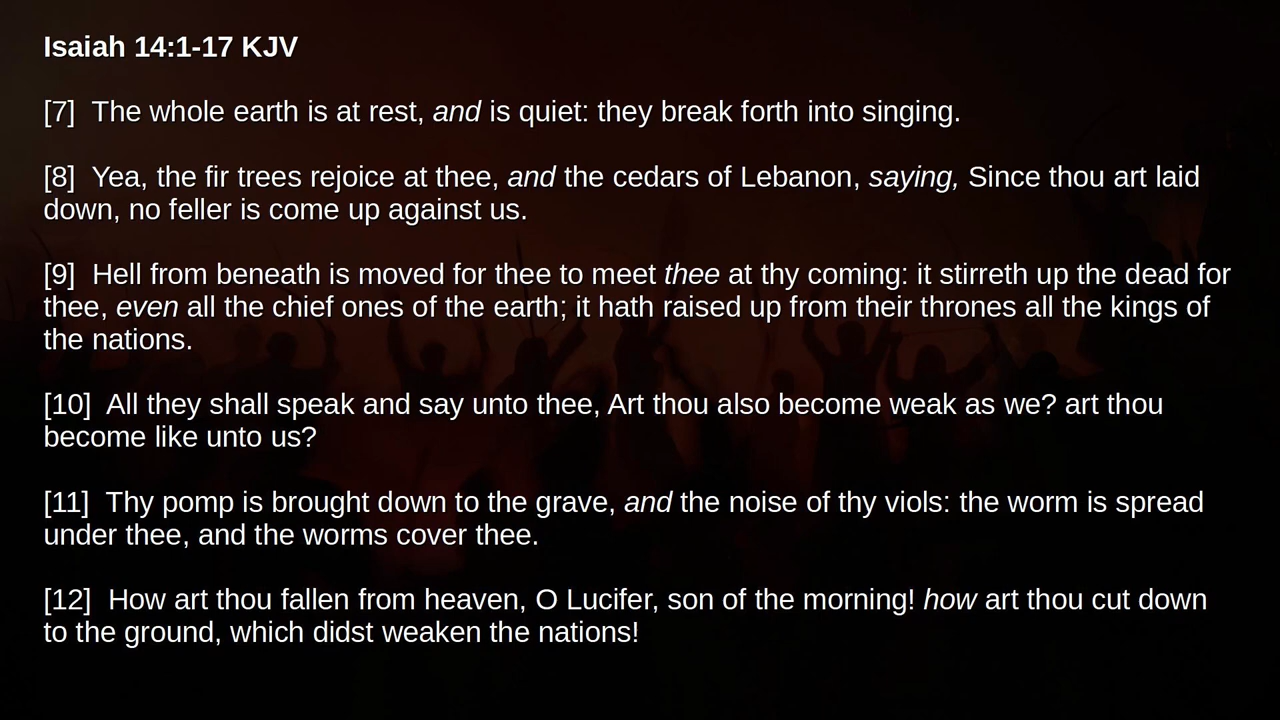 Isaiah 14:1-17 KJV
[7]  The whole earth is at rest, and is quiet: they break forth into singing.
[8]  Yea, the fir trees rejoice at thee, and the cedars of Lebanon, saying, Since thou art laid
down, no feller is come up against us.
[9]  Hell from beneath is moved for thee to meet thee at thy coming: it stirreth up the dead for
thee, even all the chief ones of the earth; it hath raised up from their thrones all the kings of
the nations.
[10]  All they shall speak and say unto thee, Art thou also become weak as we? art thou
become like unto us?
[11]  Thy pomp is brought down to the grave, and the noise of thy viols: the worm is spread
under thee, and the worms cover thee.
[12]  How art thou fallen from heaven, O Lucifer, son of the morning! how art thou cut down
to the ground, which didst weaken the nations!